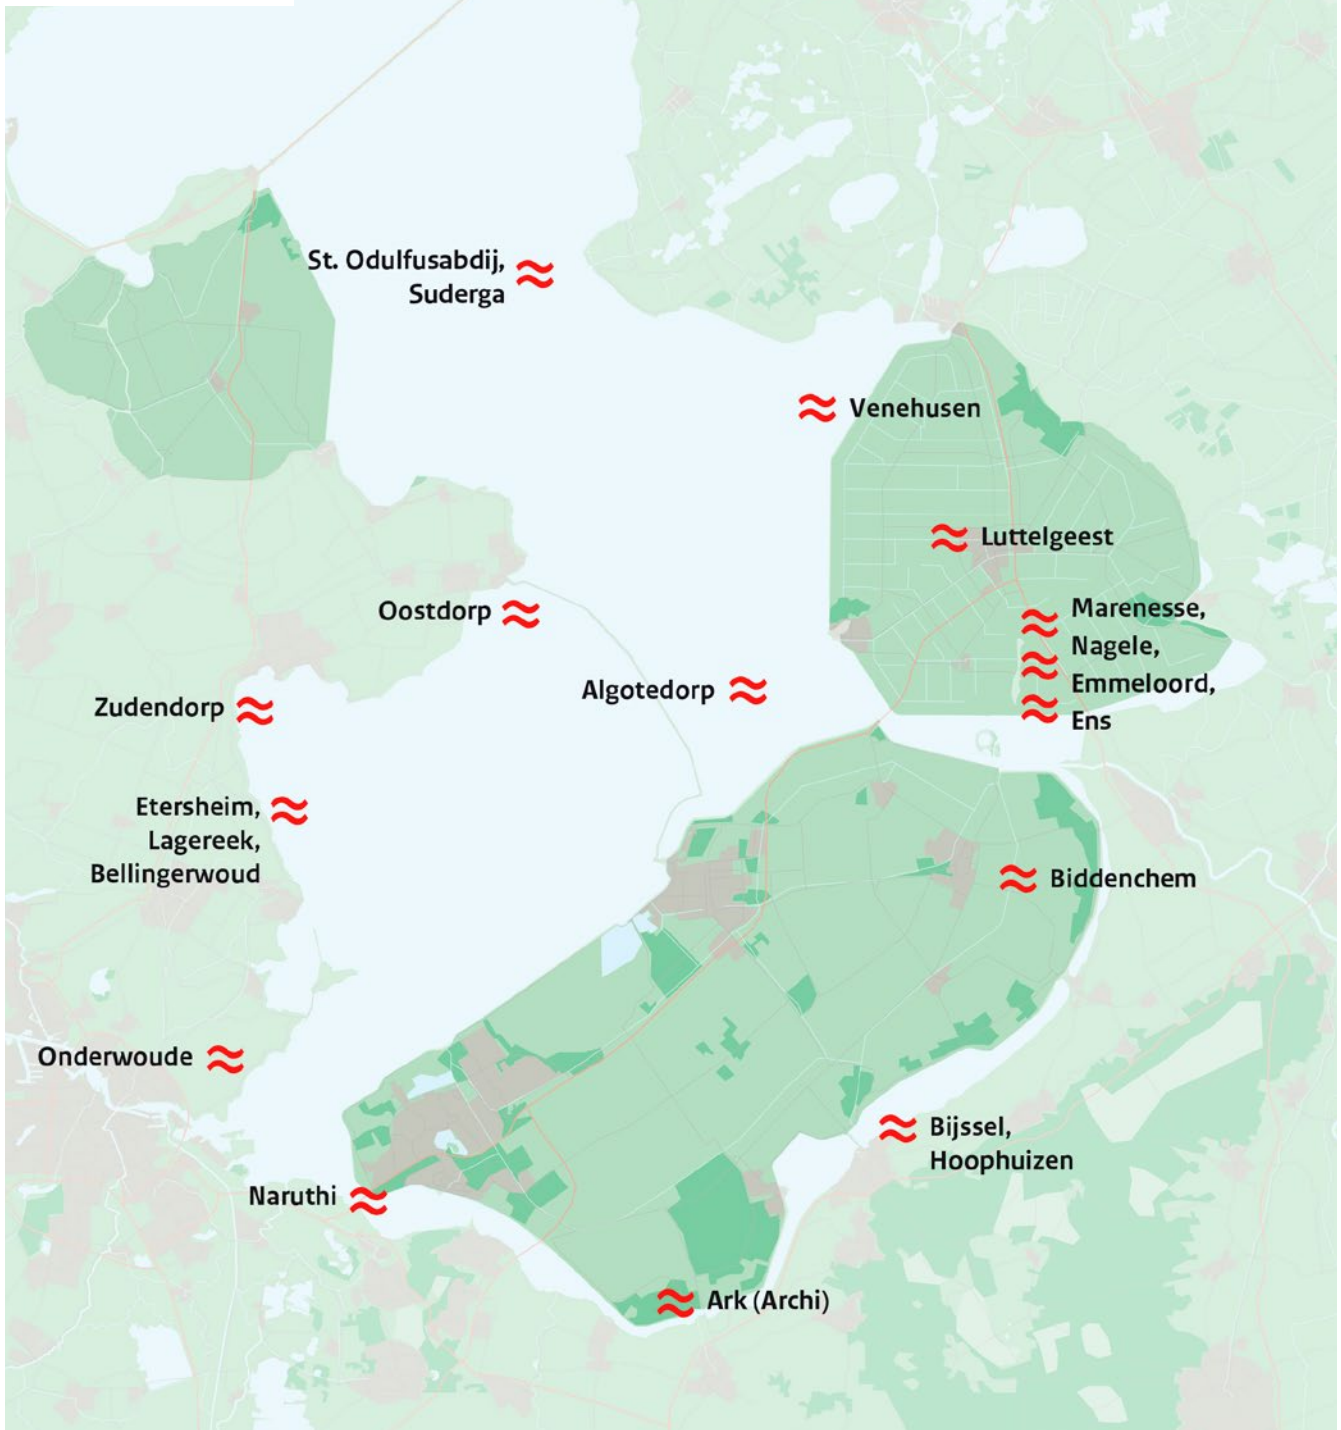 St. Odulfusabdij,
Suderga
Venehusen
Luttelgeest
Oostdorp
Marenesse,
Nagele,
Emmeloord,
Ens
Algotedorp
Zudendorp
Etersheim,
Lagereek,
Bellingerwoud
Biddenchem
Onderwoude
Bijssel,
Hoophuizen
Naruthi
Ark (Archi)